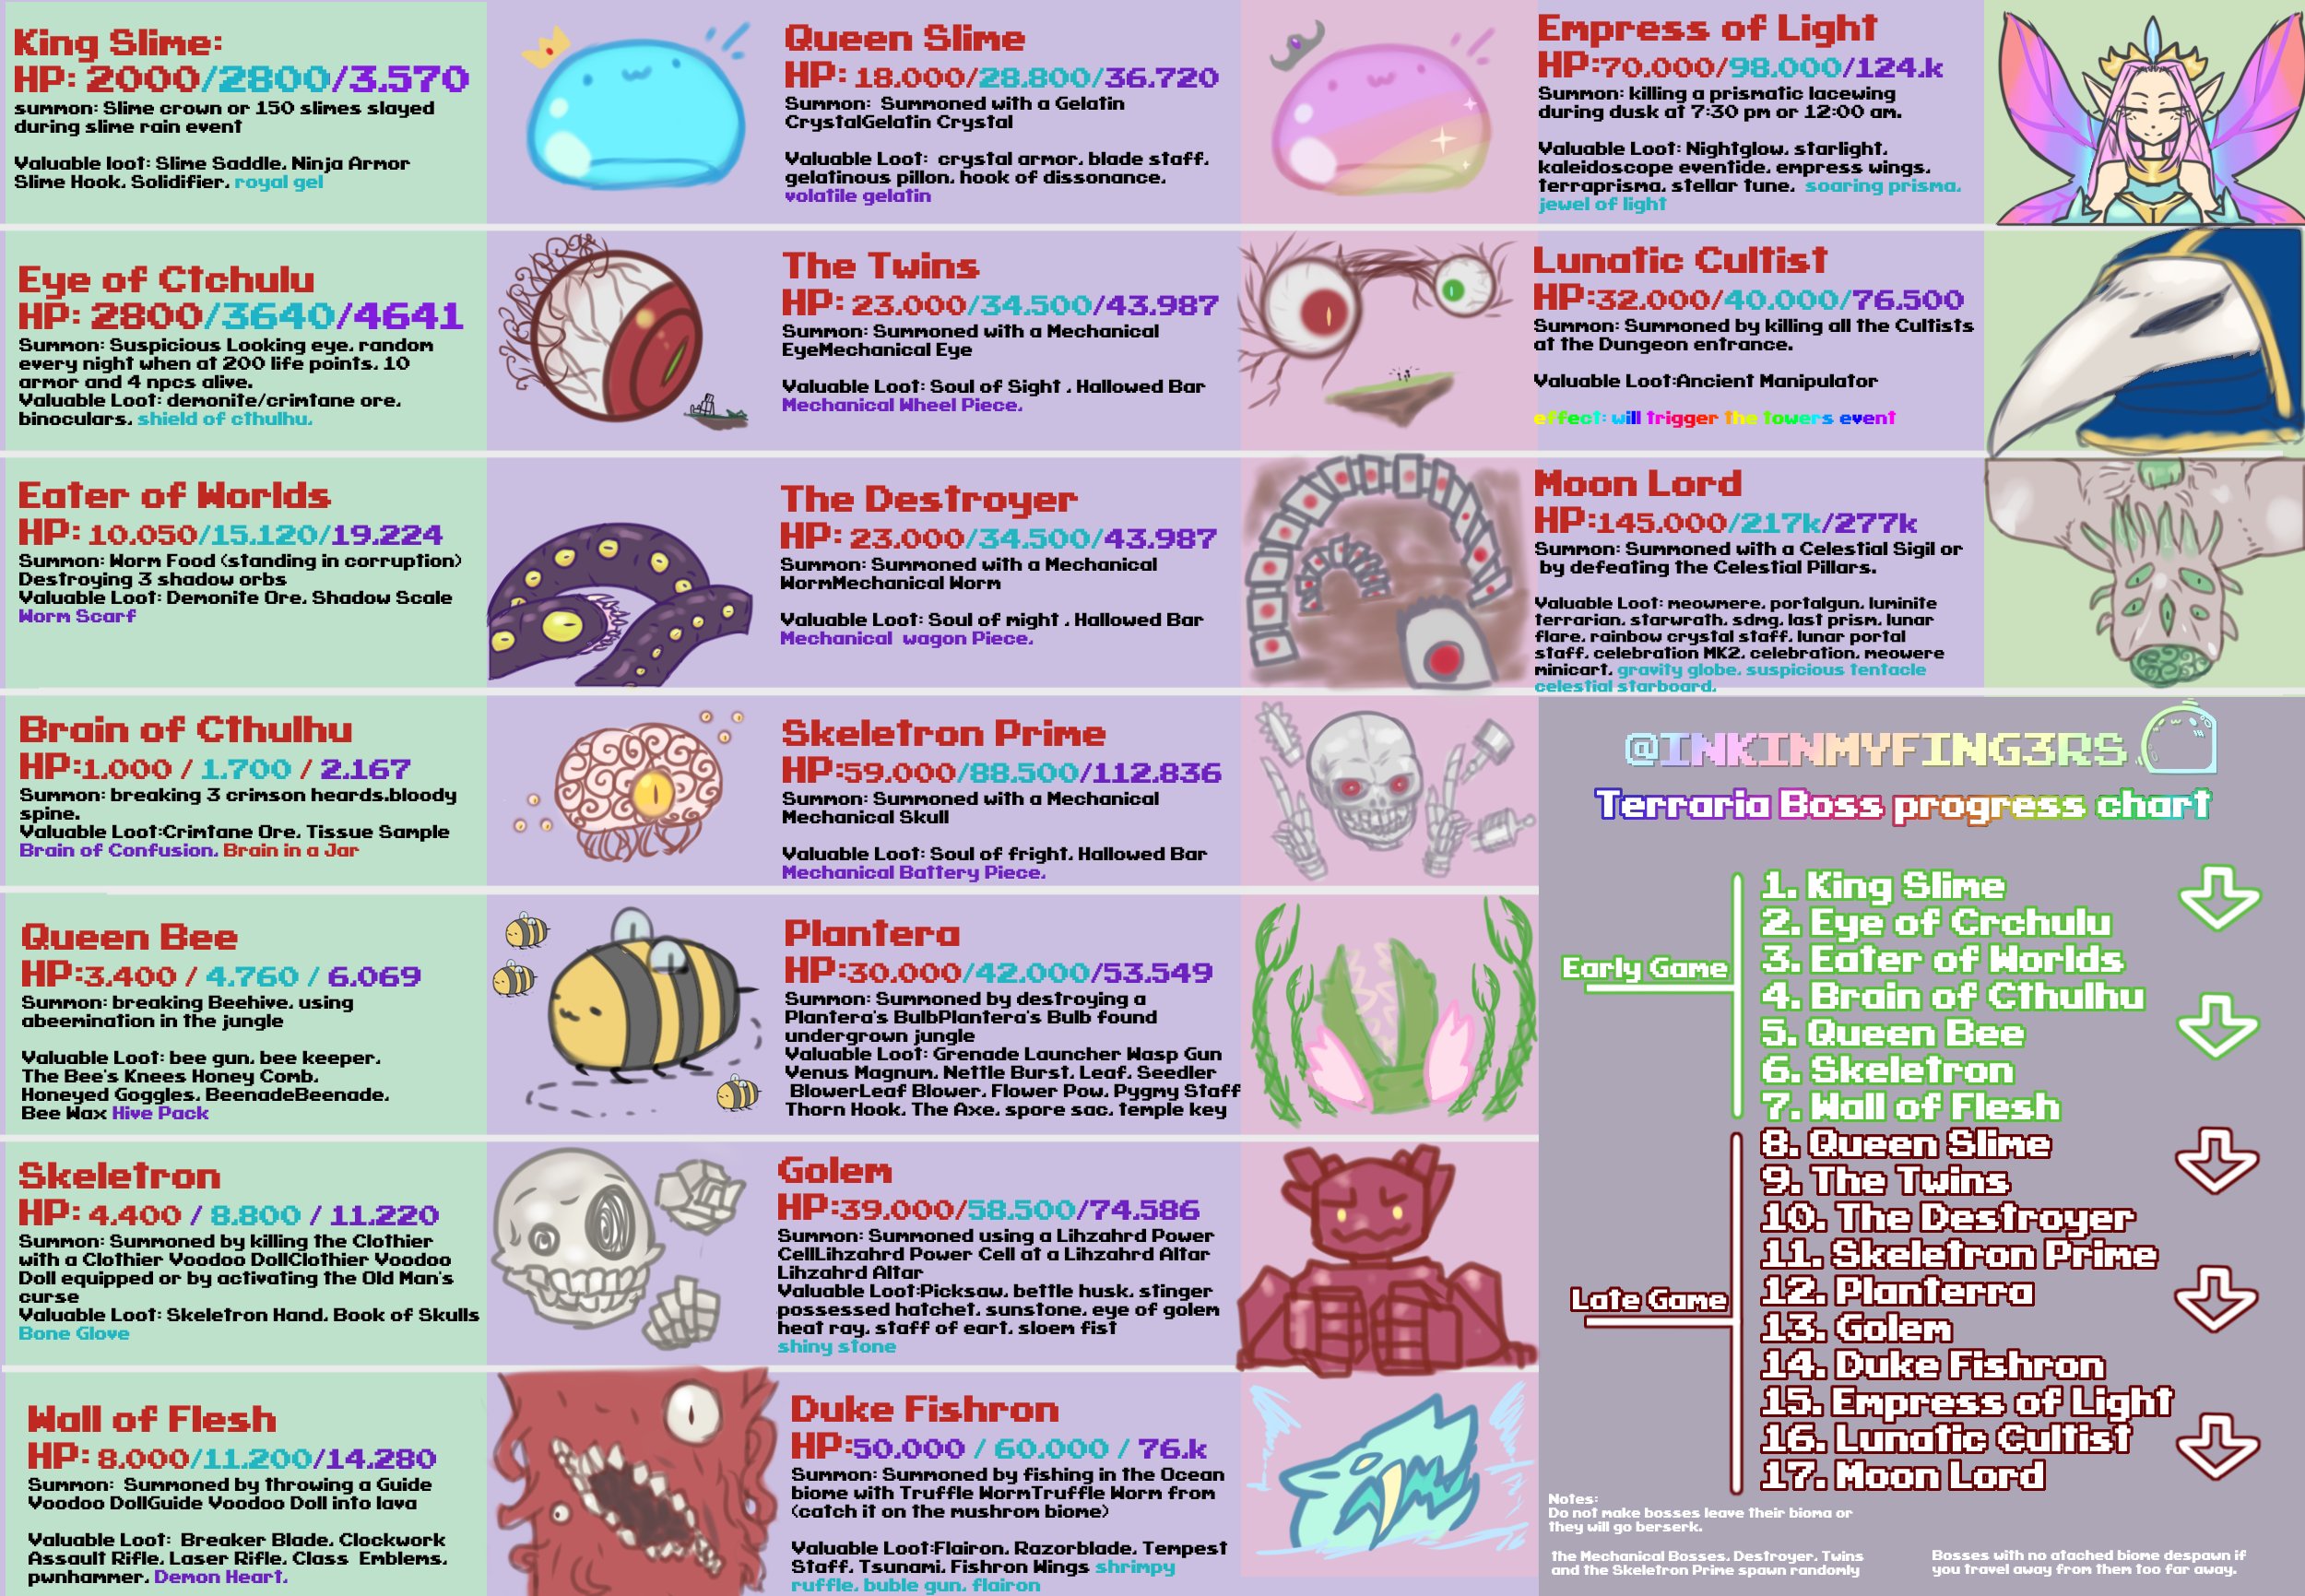 King Slime:
HP: 2000/2800/3.570
summon: Slime crown or 150 slimes slayed
during slime rain event
Valuable loot: Slime Saddle, Ninja Armor
Slime Hook, Solidifier, royal gel
Eye of Ctchulu
HP: 2800/3640/4641
Summon: Suspicious Looking eye, random
every night when at 200 life points, 10
armor and 4 npcs alive.
Valuable loot: demonite/crimtane ore,
binoculars, shield of cthulhu,
Eater of Worlds
HP: 10.050/15.120/19.224
Summon: Worm Food (standing in corruption)
Destroying 3 shadow orbs
Valuable Loot: Demonite Ore, Shadow Scale
Worm Scarf
Brain of Cthulhu
HP:1.000 / 1.700 / 2.167
Summon: breaking 3 crimson heards.bloody
spine.
Valuable Loot:Crimtane Ore, Tissue Sample
Brain of Confusion, Brain in a Jar
Queen Bee
HP:3.400 / 4.760 / 6.069
Summon: breaking Beehive, using
abeemination in the jungle
Valuable Loot: bee gun, bee keeper,
The Bee's Knees Honey Comb,
Honeyed Goggles, BeenadeBeenade,
Bee Wax Hive Pack
Skeletron
HP: 4.400 / 8.800 / 11.220
Summon: Summoned by killing the Clothier
with a Clothier Voodoo DollClothier Voodoo
Doll equipped or by activating the Old Man's
curse
Valuable Loot: Skeletron Hand, Book of Skulls
Bone Glove
Wall of Flesh
HP: 8.000/11.200/14.280
Summon: Summoned by throwing a Guide
Voodoo DollGuide Voodoo Doll into lava
Valuable Loot: Breaker Blade, Clockwork
Assault Rifle, Laser Rifle, Class Emblems,
pwnhammer, Demon Heart,
Queen Slime
HP: 18.000/28.800/36.720
Summon: Summoned with a Gelatin
CrystalGelatin Crystal
Valuable Loot: crystal armor, blade staff,
gelatinous pillon, hook of dissonance,
volatile gelatin
The Twins
HP: 23.000/34.500/43.987
Summon: Summoned with a Mechanical
EyeMechanical Eye
Valuable Loot: Soul of Sight , Hallowed Bar
Mechanical Wheel Piece,
The Destroyer
HP: 23.000/34.500/43.987
Summon: Summoned with a Mechanical
WormMechanical Worm
Valuable Loot: Soul of might , Hallowed Bar
Mechanical wagon Piece,
Skeletron Prime
HP:59.000/88.500/112.836
Summon: Summoned with a Mechanical
Mechanical Skull
Valuable Loot: Soul of fright, Hallowed Bar
Mechanical Battery Piece,
Plantera
HP:30.000/42.000/53.549
Summon: Summoned by destroying a
Plantera's BulbPlantera's Bulb found
undergrown jungle
Valuable Loot: Grenade Launcher Wasp Gun
Venus Magnum, Nettle Burst, Leaf, Seedler
BlowerLeaf Blower, Flower Pow, Pygmy Staff
Thorn Hook, The Axe, spore sac, temple key
Golem
HP:39.000/58.500/74.586
Summon: Summoned using a Lihzahrd Power
CellLihzahrd Power Cell at a Lihzahrd Altar
Lihzahrd Altar
Valuable Loot:Picksaw, bettle husk, stinger
possessed hatchet, sunstone, eye of golem
heat ray, staff of eart, sloem fist
shiny stone
Duke Fishron
HP:50.000 / 60.000 / 76.k
Summon: Summoned by fishing in the Ocean
biome with Truffle WormTruffle Worm from
(catch it on the mushrom biome)
Valuable Loot:Flairon, Razorblade, Tempest
Staff, Tsunami, Fishron Wings shrimpy
ruffle, buble gun, flairon
Empress of Light
HP:70.000/98.000/124.k
Summon: killing a prismatic lacewing
during dusk at 7:30 pm or 12:00 am.
Valuable Loot: Nightglow, starlight,
kaleidoscope eventide, empress wings,
terraprisma, stellar tune, soaring prisma,
jewel of light
Lunatic Cultist
HP:32.000/40.000/76.500
Summon: Summoned by killing all the Cultists
at the Dungeon entrance.
Valuable Loot:Ancient Manipulator
effect: will trigger the towers event
Moon Lord
HP:145.000/217k/277k
Summon: Summoned with a Celestial Sigil or
by defeating the Celestial Pillars.
Valuable Loot: meowmere, portalgun, luminite
terrarian, starwrath, sdmg, last prism, lunar
flare, rainbow crystal staff, lunar portal
staff, celebration MK2, celebration, meowere
minicart, gravity globe, suspicious tentacle
celestial starboard,
@INKINMYFING3RS
Terraria Boss progress chart
Early Game
1. King Slime
2. Eye of Crchulu
3. Eater of Worlds
4. Brain of Cthulhu
5. Queen Bee
6. Skeletron
7. Wall of Flesh
Late Game
8. Queen Slime
9. The Twins
10. The Destroyer
11. Skeletron Prime
12. Planterra
13. Golem
14. Duke Fishron
15. Empress of Light
16. Lunatic Cultist
17. Moon Lord
Notes:
Do not make bosses leave their bioma or
they will go berserk.
the Mechanical Bosses, Destroyer, Twins
and the Skeletron Prime spawn randomly
Bosses with no atached biome despawn if
you travel away from them too far away.